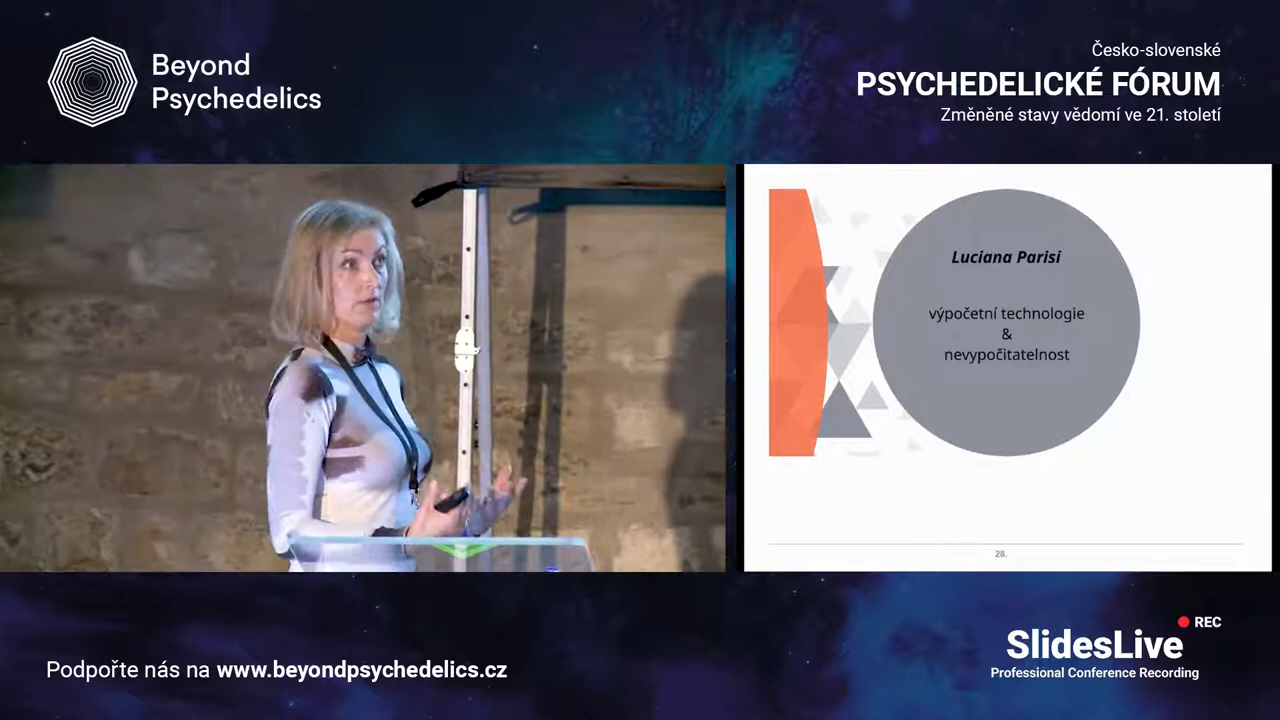 Beyond
Psychedelics
Česko-slovenské
PSYCHEDELICKÉ FÓRUM
Změněné stavy vědomí ve 21. století
Luciana Parisi
výpočetní technologie
&
nevypočitatelnost
28.
Podpořte nás na www.beyondpsychedelics.cz
REC
SlidesLive
Professional Conference Recording